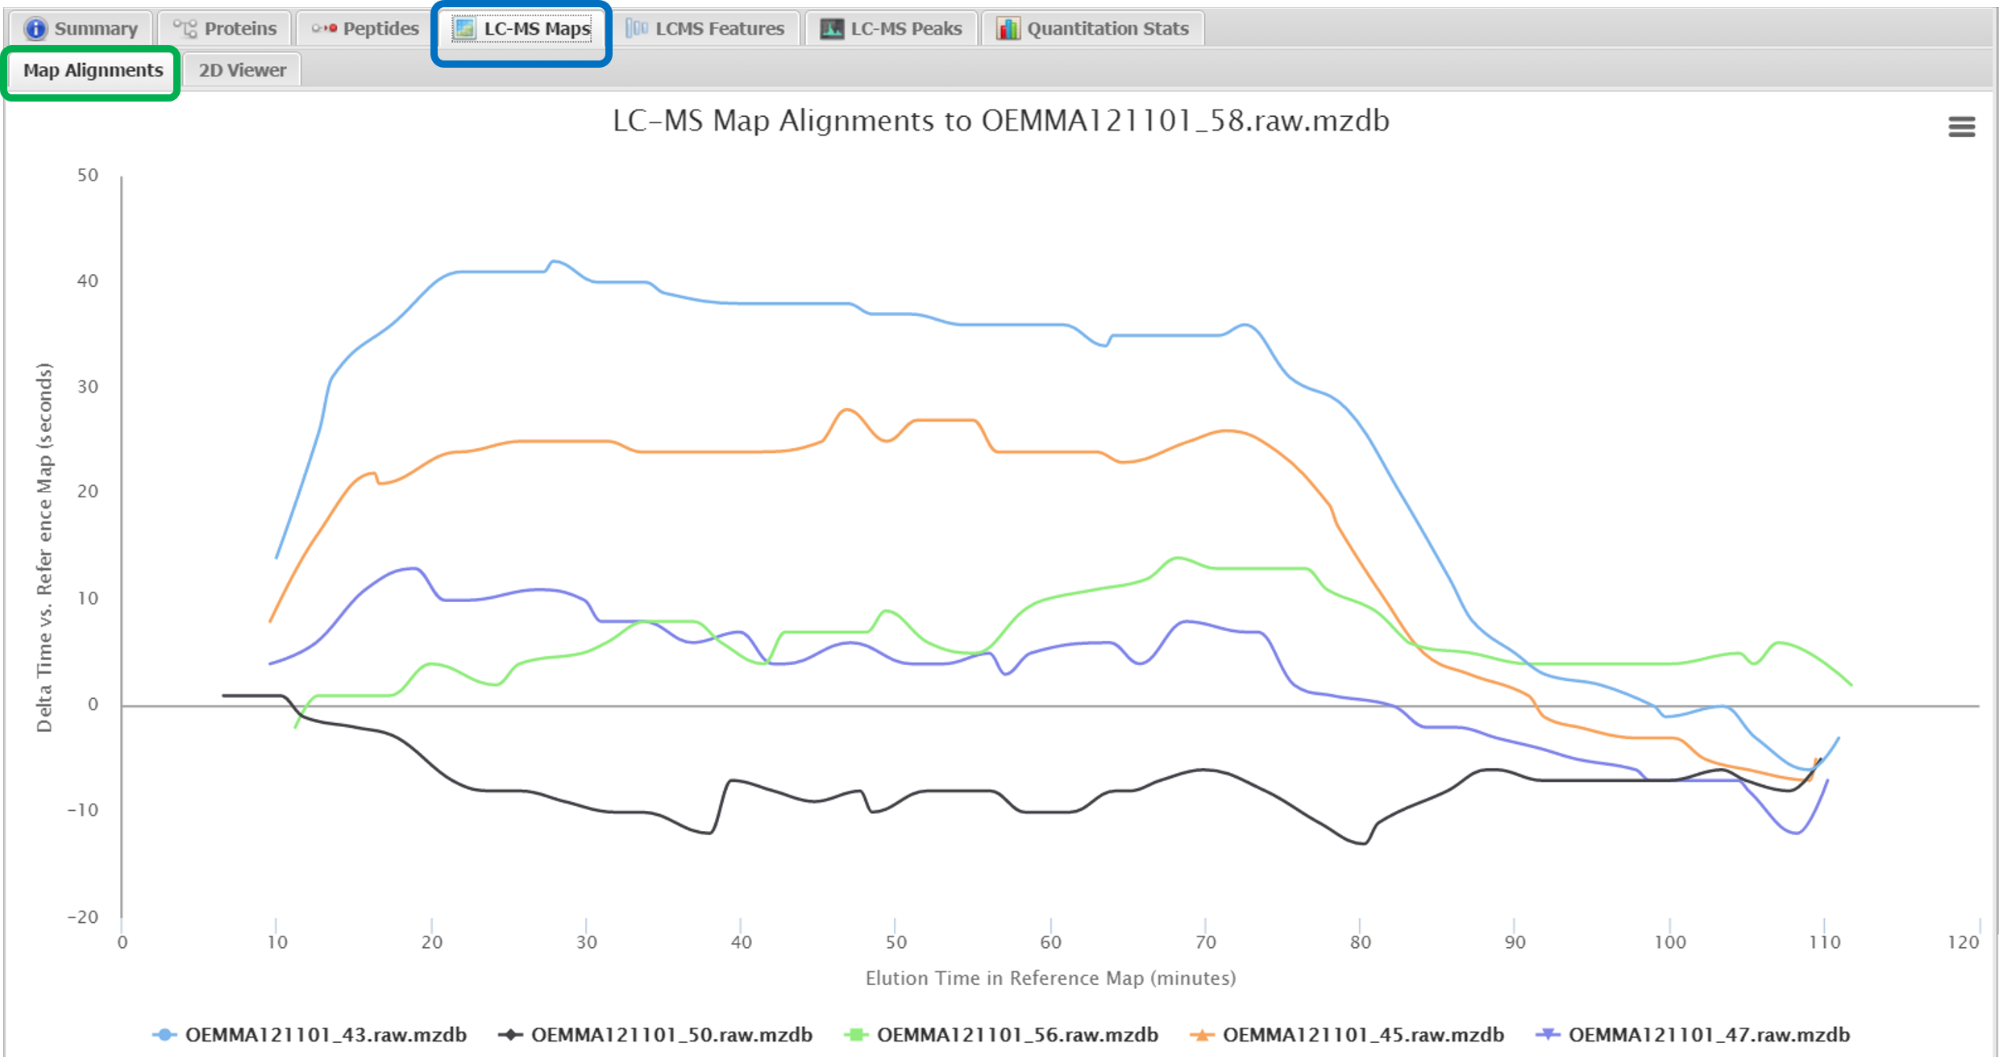 Summary Proteins Peptides LC-MS Maps LCMS Features LC-MS Peaks Quantitation Stats
Map Alignments 2D Viewer
LC-MS Map Alignments to OEMMA121101_58.raw.mzdb
50
40
30
20
10
0
-10
-20
Delta Time vs. Refer ence Map (seconds)
0 10 20 30 40 50 60 70 80 90 100 110 120
Elution Time in Reference Map (minutes)
OEMMA121101_43.raw.mzdb OEMMA121101_50.raw.mzdb OEMMA121101_56.raw.mzdb OEMMA121101_45.raw.mzdb OEMMA121101_47.raw.mzdb